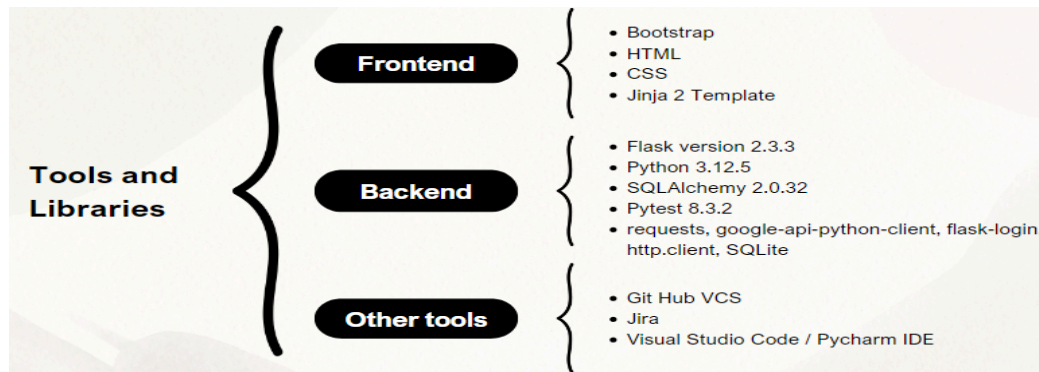 Tools and
Libraries
Frontend
• Bootstrap
• HTML
• CSS
• Jinja 2 Template
Backend
• Flask version 2.3.3
• Python 3.12.5
• SQLAlchemy 2.0.32
• Pytest 8.3.2
• requests, google-api-python-client, flask-login
http.client, SQLite
Other tools
• Git Hub VCS
• Jira
• Visual Studio Code / Pycharm IDE